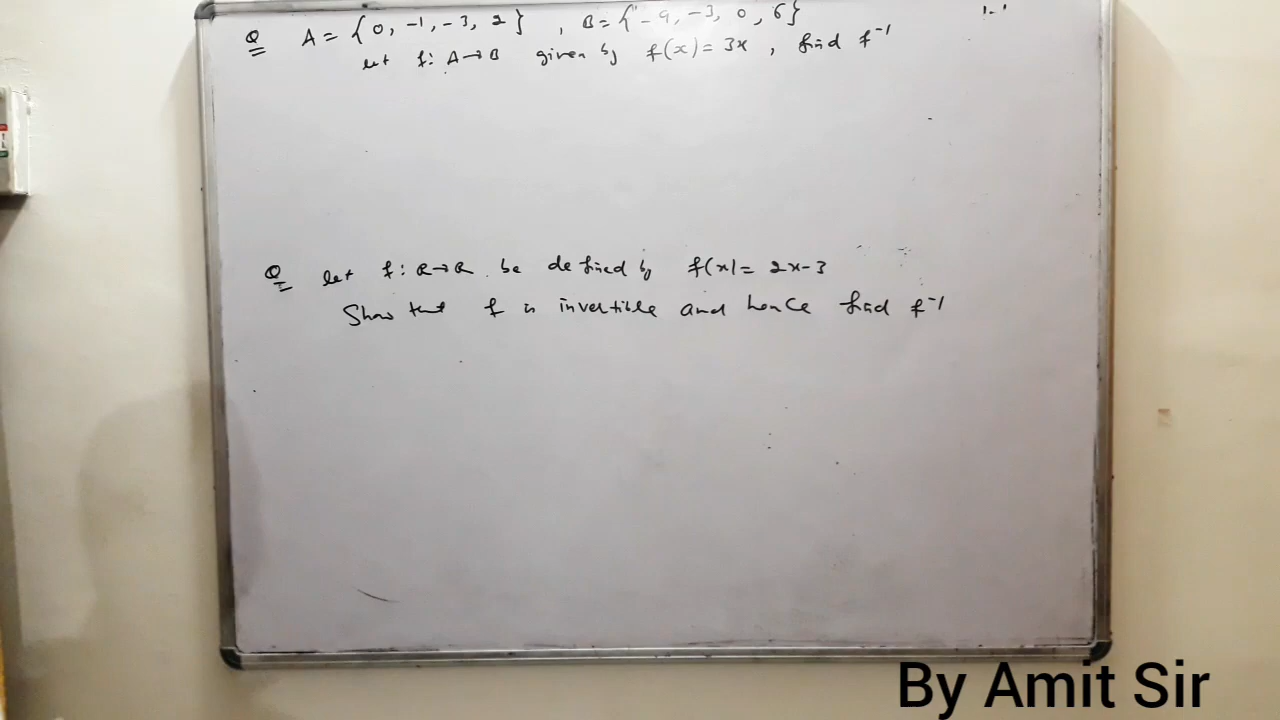 Q A = {0, -1, -3, 2}, B = {-9, -3, 0, 6}
let f: A→B given by f(x) = 3x, find f⁻¹
Q let f: R→R be defined by f(x) = 2x-3
Show that f is invertible and hence find f⁻¹
By Amit Sir